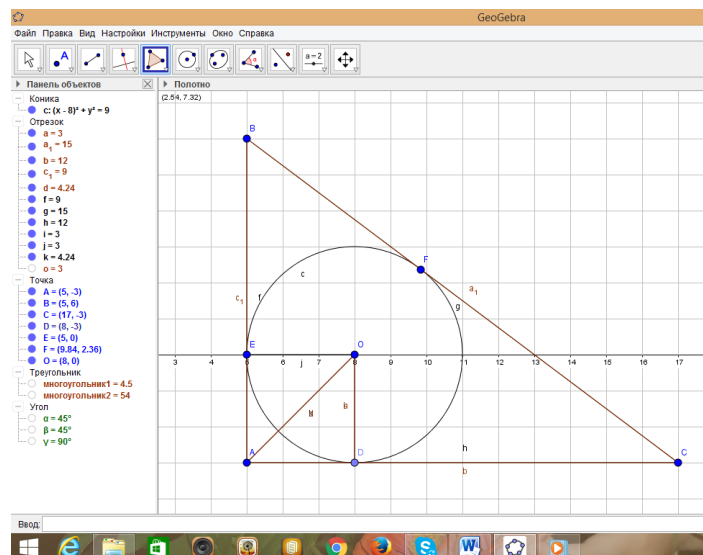 GeoGebra
Файл Правка Вид Настройки Инструменты Окно Справка
A
α
a = 2
Панель объектов
Полотно
Коника
c: (x - 8)² + y² = 9
Отрезок
a = 3
a₁ = 15
b = 12
c₁ = 9
d = 4.24
f = 9
g = 15
h = 12
i = 3
j = 3
k = 4.24
o = 3
Точка
A = (5, -3)
B = (5, 6)
C = (17, -3)
D = (8, -3)
E = (5, 0)
F = (9.84, 2.36)
O = (8, 0)
Треугольник
многоугольник1 = 4.5
многоугольник2 = 54
Угол
α = 45°
β = 45°
γ = 90°
(2.54, 7.32)
B
F
c
a₁
c₁
f
g
E
O
3 4 6 7 8 9 10 11 12 13 14 15 16 17
j
A
D
C
h
b
Ввод: